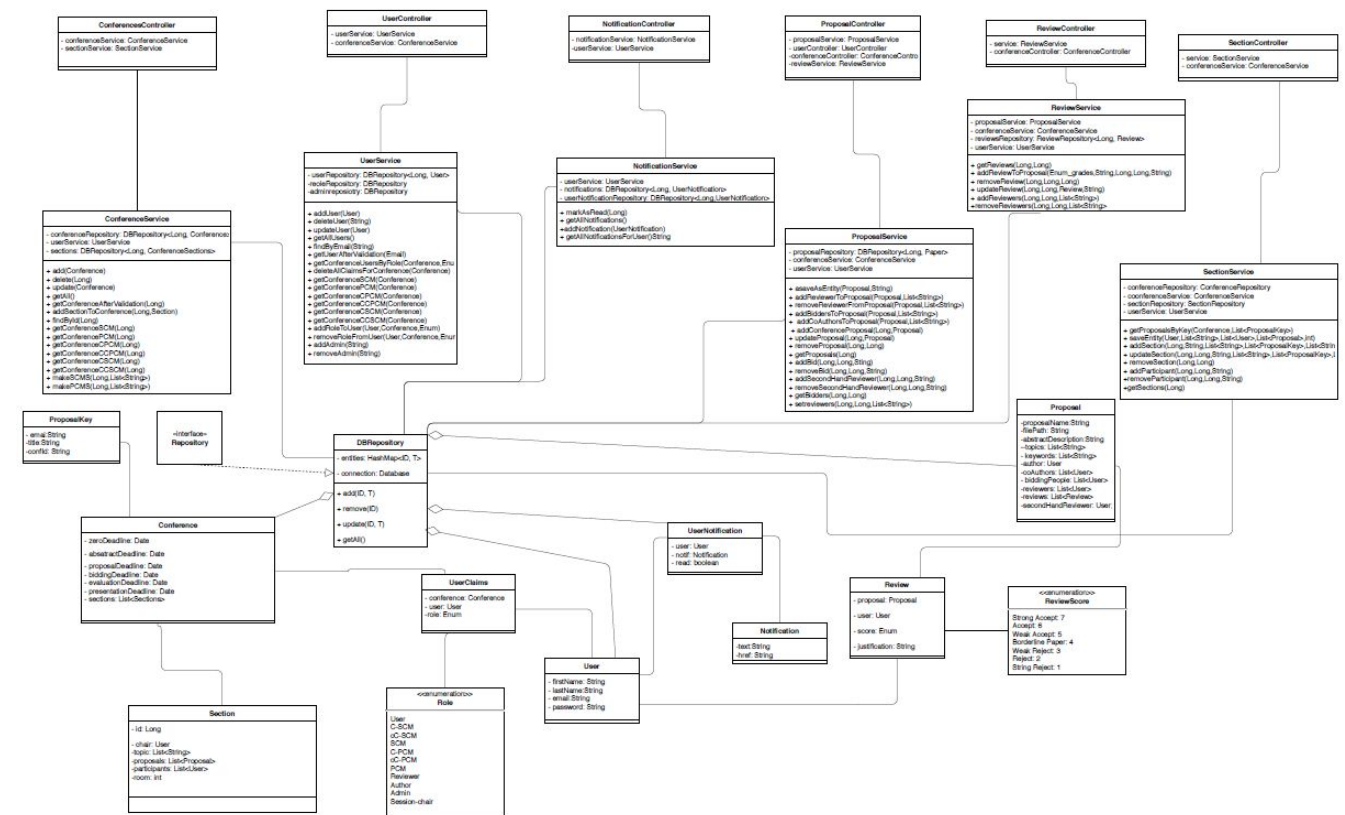 ConferencesController
- conferenceService: ConferenceService
- sectionService: SectionService
UserController
- userService: UserService
- conferenceService: ConferenceService
NotificationController
- notificationService: NotificationService
-userService: UserService
ProposalController
- proposalService: ProposalService
- userController: UserController
-conferenceController: ConferenceContro
-reviewService: ReviewService
ReviewController
- service: ReviewService
- conferenceController: ConferenceController
SectionController
- service: SectionService
- conferenceService: ConferenceService
ReviewService
- proposalService: ProposalService
- conferenceService: ConferenceService
- reviewsRepository: ReviewRepository<Long, Review>
- userService: UserService
+ getReviews(Long,Long)
+ addReviewToProposal(Enum_grades,String,Long,Long,String)
+ removeReview(Long,Long,Long)
+ updateReview(Long,Long,Review,String)
+ addReviewers(Long,Long,List<String>)
+removeReviewers(Long,Long,List<String>
UserService
- userRepository: DBRepository<Long, User>
-reoleRepository: DBRepository
-adminreposiotry: DBRepository
+ addUser(User)
+ deleteUser(String)
+ updateUser(User)
+ getAllUsers()
+ findByEmail(String)
+ getUserAfterValidation(Email)
+ getConferenceUsersByRole(Conference,Enu
+ deleteAllClaimsForConference(Conference)
+ getConferenceSCM(Conference)
+ getConferencePCM(Conference)
+ getConferenceCPCM(Conference)
+ getConferenceCCPCM(Conference)
+ getConferenceCSCM(Conference)
+ getConferenceCCSCM(Conference)
+ addRoleToUser(User,Conference,Enum)
+ removeRoleFromUser(User,Conference,Enur
+ addAdmin(String)
+ removeAdmin(String)
NotificationService
- userService: UserService
- notifications: DBRepository<Long, UserNotification>
- userNotificationRepository: DBRepository<Long,UserNotification>
+ markAsRead(Long)
+ getAllNotifications()
+addNotification(UserNotification)
+ getAllNotificationsForUser()String)
ConferenceService
- conferenceRepository: DBRepository<Long, Conference>
- userService: UserService
- sections: DBRepository<Long, ConferenceSections>
+ add(Conference)
+ delete(Long)
+ update(Conference)
+ getAll()
+ getConferenceAfterValidation(Long)
+ addSectionToConference(Long,Section)
+ findById(Long)
+ getConferenceSCM(Long)
+ getConferencePCM(Long)
+ getConferenceCPCM(Long)
+ getConferenceCCPCM(Long)
+ getConferenceCSCM(Long)
+ getConferenceCCSCM(Long)
+ makeSCMS(Long,List<String>)
+ makePCMS(Long,List<String>)
ProposalService
- proposalRepository: DBRepository<Long, Paper>
- conferenceService: ConferenceService
- userService: UserService
+ asaveAsEntity(Proposal,String)
+ addReviewerToProposal(Proposal,List<String>)
+ removeReviewerFromProposal(Proposal,List<String>)
+ addBiddersToProposal(Proposal,List<String>)
+ addCoAuthorsToProposal(Proposal,List<String>)
+ addConferenceProposal(Long,Proposal)
+ updateProposal(Long,Proposal)
+ removeProposal(Long,Long)
+ getProposals(Long)
+ addBid(Long,Long,String)
+ removeBid(Long,Long,String)
+ addSecondHandReviewer(Long,Long,String)
+ removeSecondHandReviewer(Long,Long,String)
+ getBidders(Long,Long)
+ setreviewers(Long,Long,List<String>)
SectionService
- conferenceRepository: ConferenceRepository
- coonferenceService: ConferenceService
- sectionRepository: SectionRepository
- userService: UserService
+ getProposalsByKey(Conference,List<ProposalKey>)
+ saveEntity(User,List<String>,List<User>,List<Proposal>,int)
+ addSection(Long,String,List<String>,List<ProposalKey>,List<Strin
+ updateSection(Long,Long,String,List<String>,List<ProposalKey>,L
+ removeSection(Long,Long)
+ addParticipant(Long,Long,String)
+removeParticipant(Long,Long,String)
+getSections(Long)
ProposalKey
- emai:String
-title:String
-confId: String
«interface»
Repository
DBRepository
- entities: HashMap<ID, T>
- connection: Database
+ add(ID, T)
+ remove(ID)
+ update(ID, T)
+ getAll()
Proposal
-proposalName:String
-filePath: String
-abstractDescription:String
-topics: List<String>
- keywords: List<String>
-author: User
-coAuthors: List<User>
- biddingPeople: List<User>
-reviewers: List<User>
-reviews: List<Review>
-secondHandReviewer: User
Conference
- zeroDeadline: Date
- absatractDeadline: Date
- proposalDeadline: Date
- biddingDeadline: Date
- evaluationDeadline: Date
- presentationDeadline: Date
- sections: List<Sections>
UserNotification
- user: User
- notif: Notification
- read: boolean
UserClaims
- conference: Conference
- user: User
-role: Enum
Review
- proposal: Proposal
- user: User
- score: Enum
- justification: String
<<enumeration>>
ReviewScore
Strong Accept: 7
Accept: 6
Weak Accept: 5
Borderline Paper: 4
Weak Reject: 3
Reject: 2
String Reject: 1
Notification
-text:String
-href: String
User
- firstName: String
- lastName:String
- email:String
- password: String
<<enumeration>>
Role
User
C-SCM
cC-SCM
SCM
C-PCM
cC-PCM
PCM
Reviewer
Author
Admin
Session-chair
Section
- id: Long
- chair: User
-topic: List<String>
-proposals: List<Proposal>
-participants: List<User>
-room: int